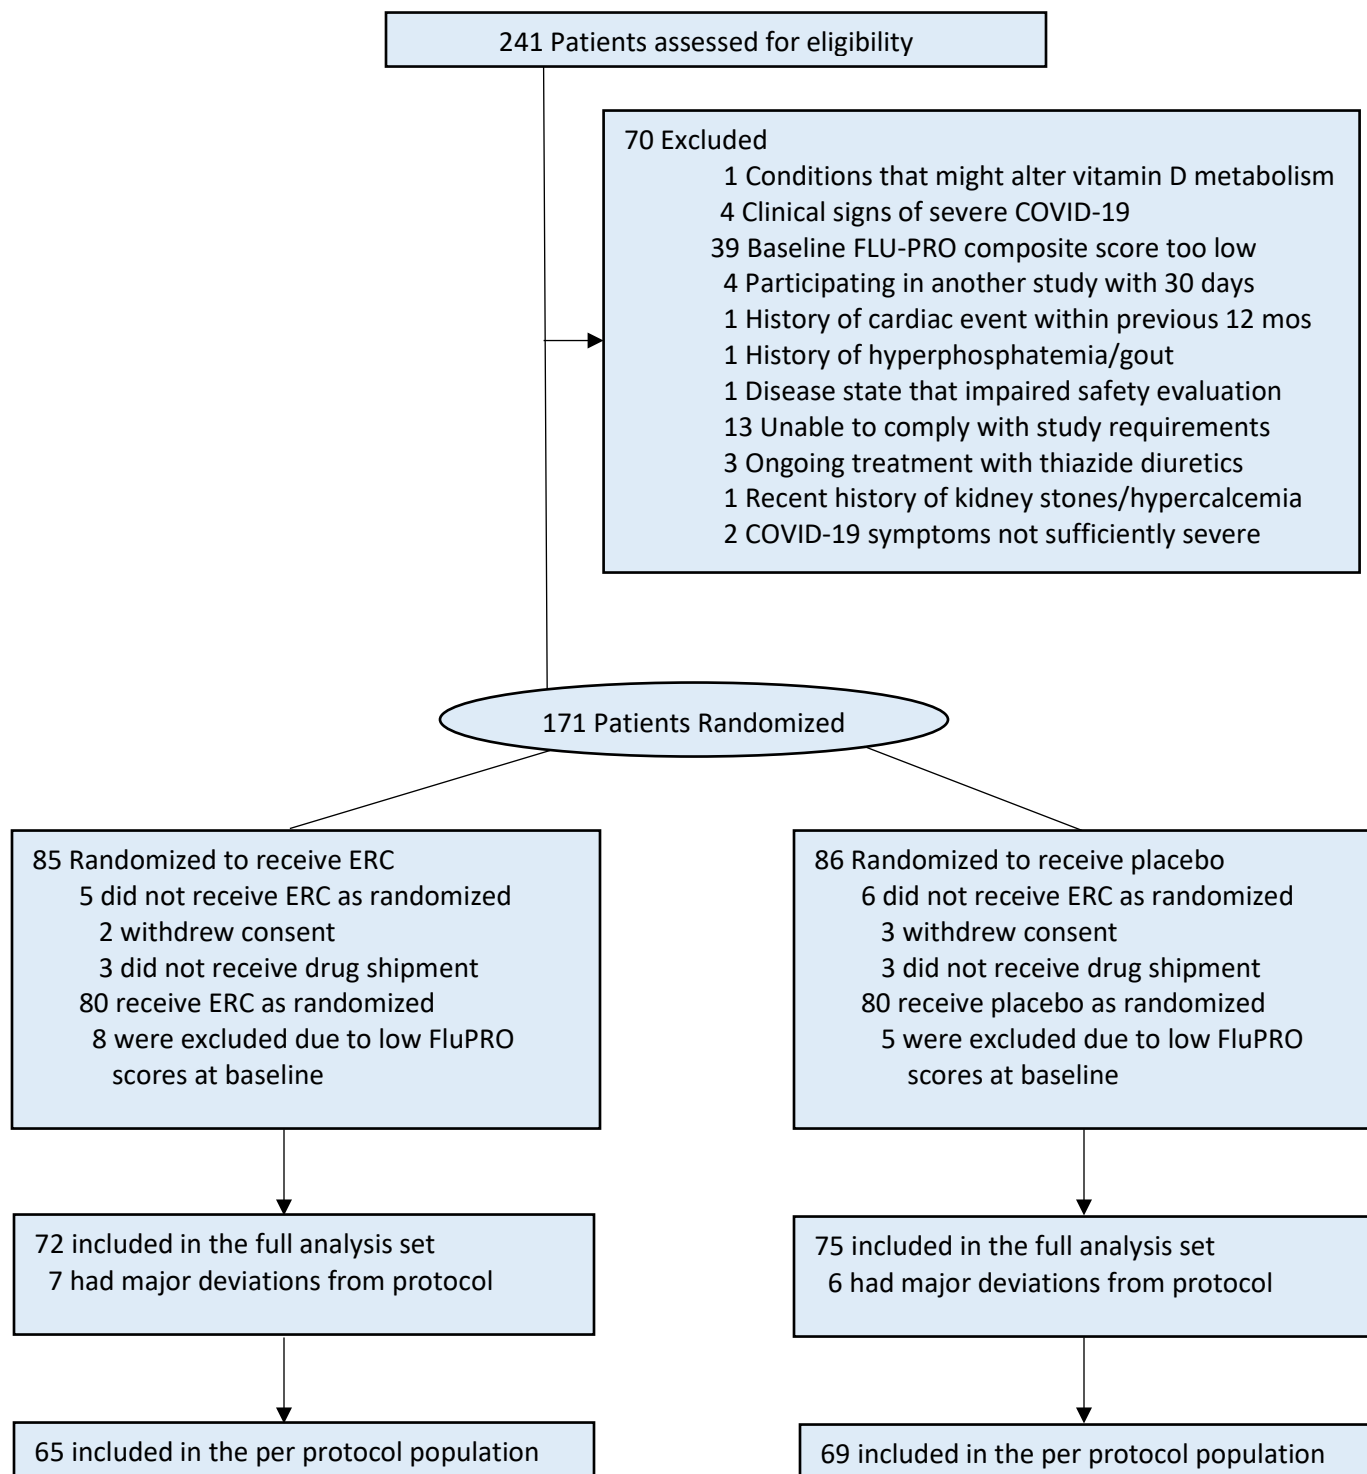 241 Patients assessed for eligibility
70 Excluded
1 Conditions that might alter vitamin D metabolism
4 Clinical signs of severe COVID-19
39 Baseline FLU-PRO composite score too low
4 Participating in another study with 30 days
1 History of cardiac event within previous 12 mos
1 History of hyperphosphatemia/gout
1 Disease state that impaired safety evaluation
13 Unable to comply with study requirements
3 Ongoing treatment with thiazide diuretics
1 Recent history of kidney stones/hypercalcemia
2 COVID-19 symptoms not sufficiently severe
171 Patients Randomized
85 Randomized to receive ERC
5 did not receive ERC as randomized
2 withdrew consent
3 did not receive drug shipment
80 receive ERC as randomized
8 were excluded due to low FluPRO
scores at baseline
86 Randomized to receive placebo
6 did not receive ERC as randomized
3 withdrew consent
3 did not receive drug shipment
80 receive placebo as randomized
5 were excluded due to low FluPRO
scores at baseline
72 included in the full analysis set
7 had major deviations from protocol
75 included in the full analysis set
6 had major deviations from protocol
65 included in the per protocol population
69 included in the per protocol population